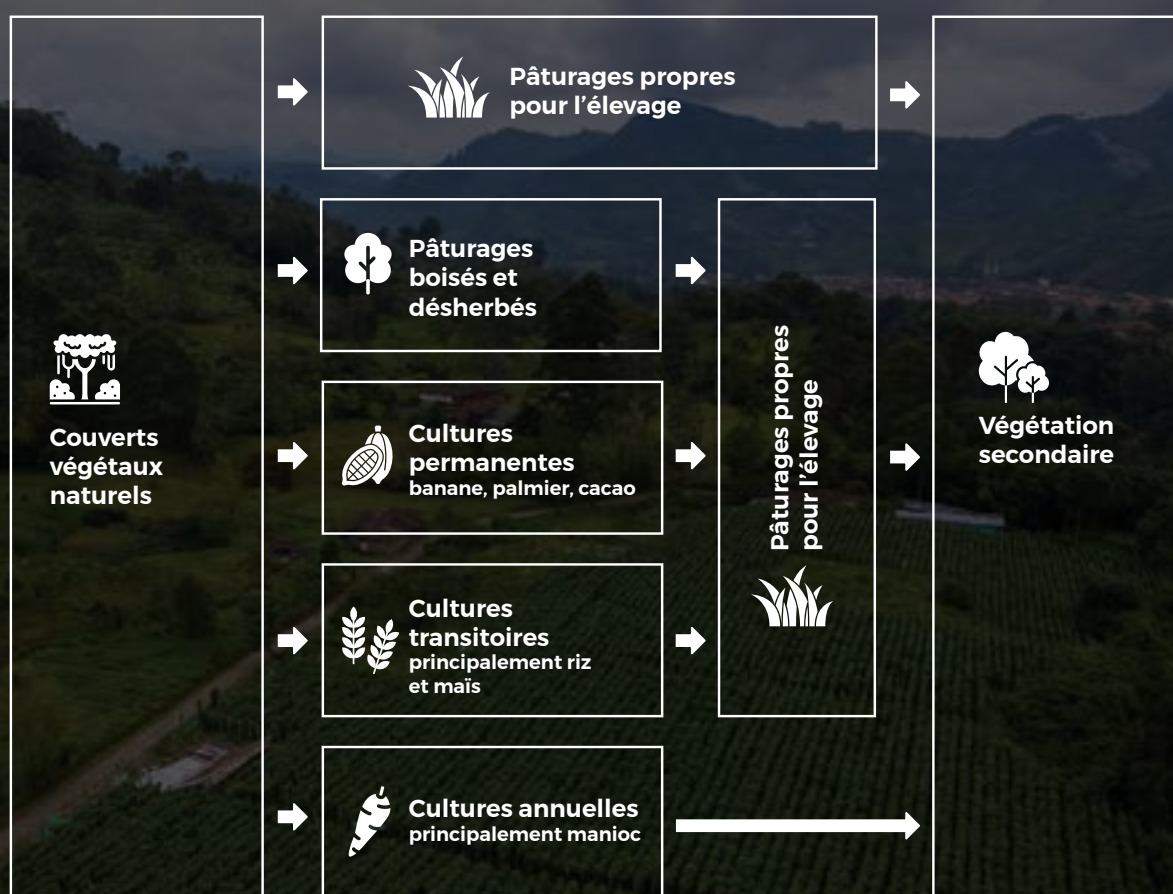 Pâturages propres
pour l’élevage
Pâturages
boisés et
désherbés
Couverts
végétaux
naturels
Cultures
permanentes
banane, palmier, cacao
Cultures
transitoires
principalement riz
et maïs
Cultures annuelles
principalement manioc
Pâturages propres
pour l’élevage
Végétation
secondaire